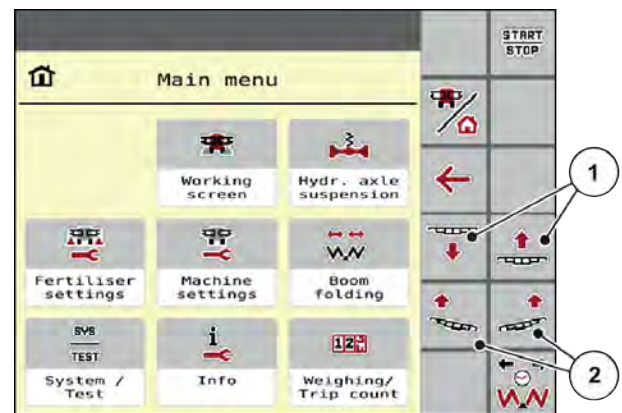 START
STOP
Main menu
Working
screen
Hydr. axle
suspension
1
Fertiliser
settings
Machine
settings
Boom
folding
SYS
TEST
i
123
System /
Test
Info
Weighing/
Trip count
2